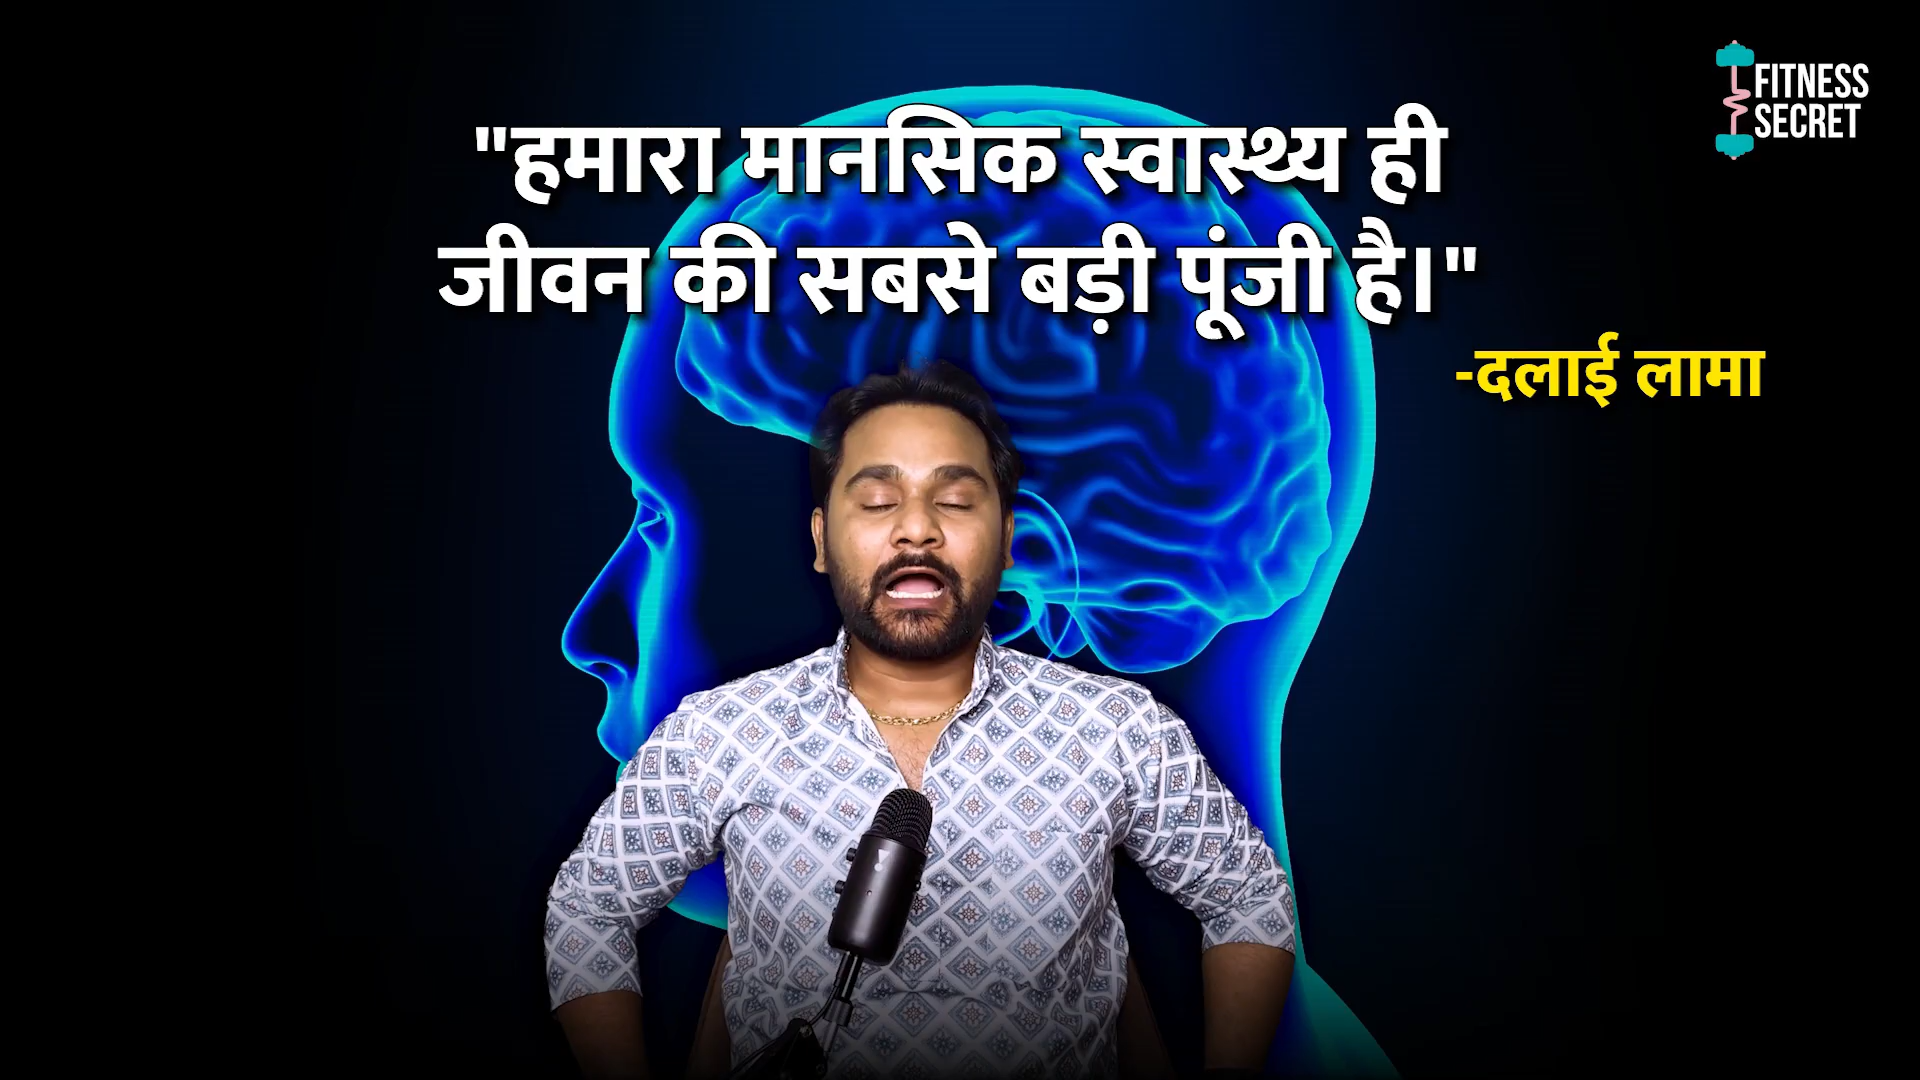 FITNESS
SECRET
"हमारा मानसिक स्वास्थ्य ही
जीवन की सबसे बड़ी पूंजी है।"
-दलाई लामा